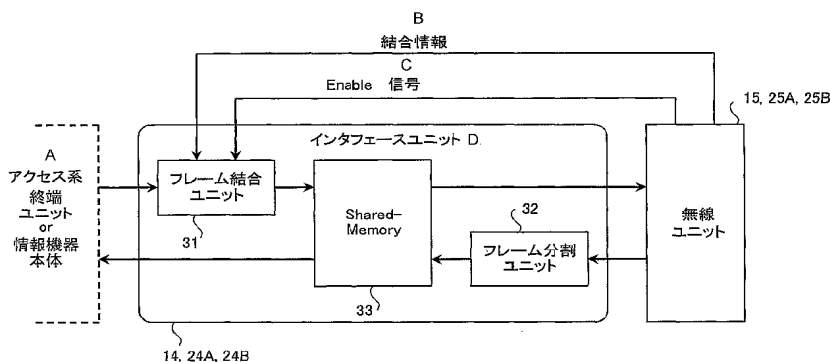 B
結合情報
C
Enable 信号
15, 25A, 25B
インタフェースユニット D.
A
アクセス系
終端
ユニット
or
情報機器
本体
フレーム結合
ユニット
31
Shared-
Memory
33
32
フレーム分割
ユニット
無線
ユニット
14, 24A, 24B